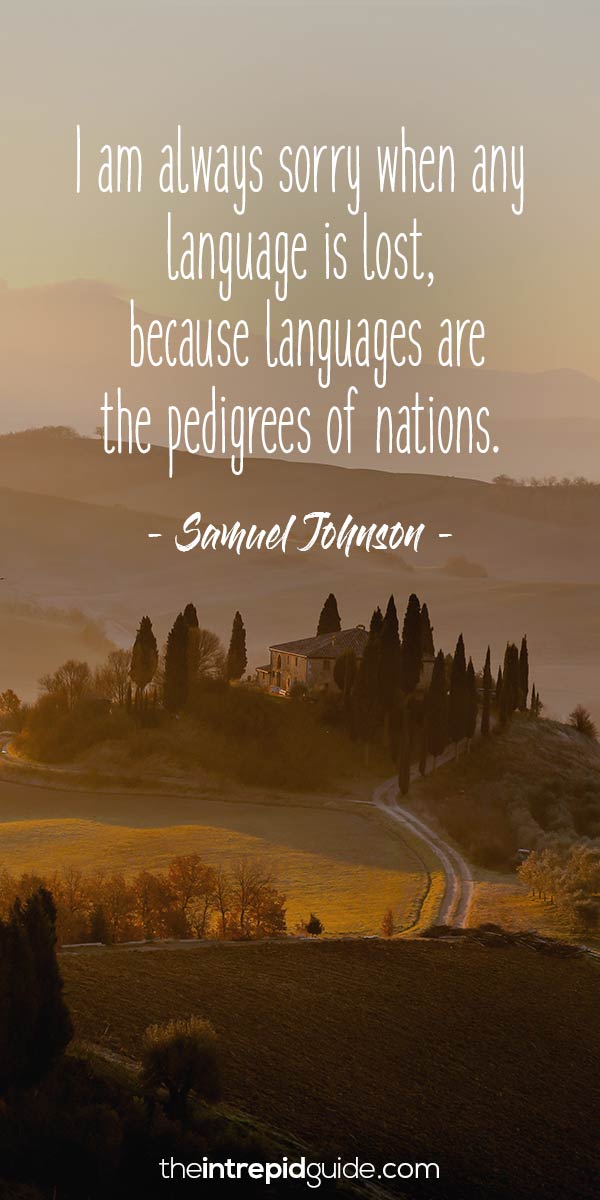 I am always sorry when any
language is lost,
because languages are
the pedigrees of nations.
- Samuel Johnson -
theintrepidguide.com